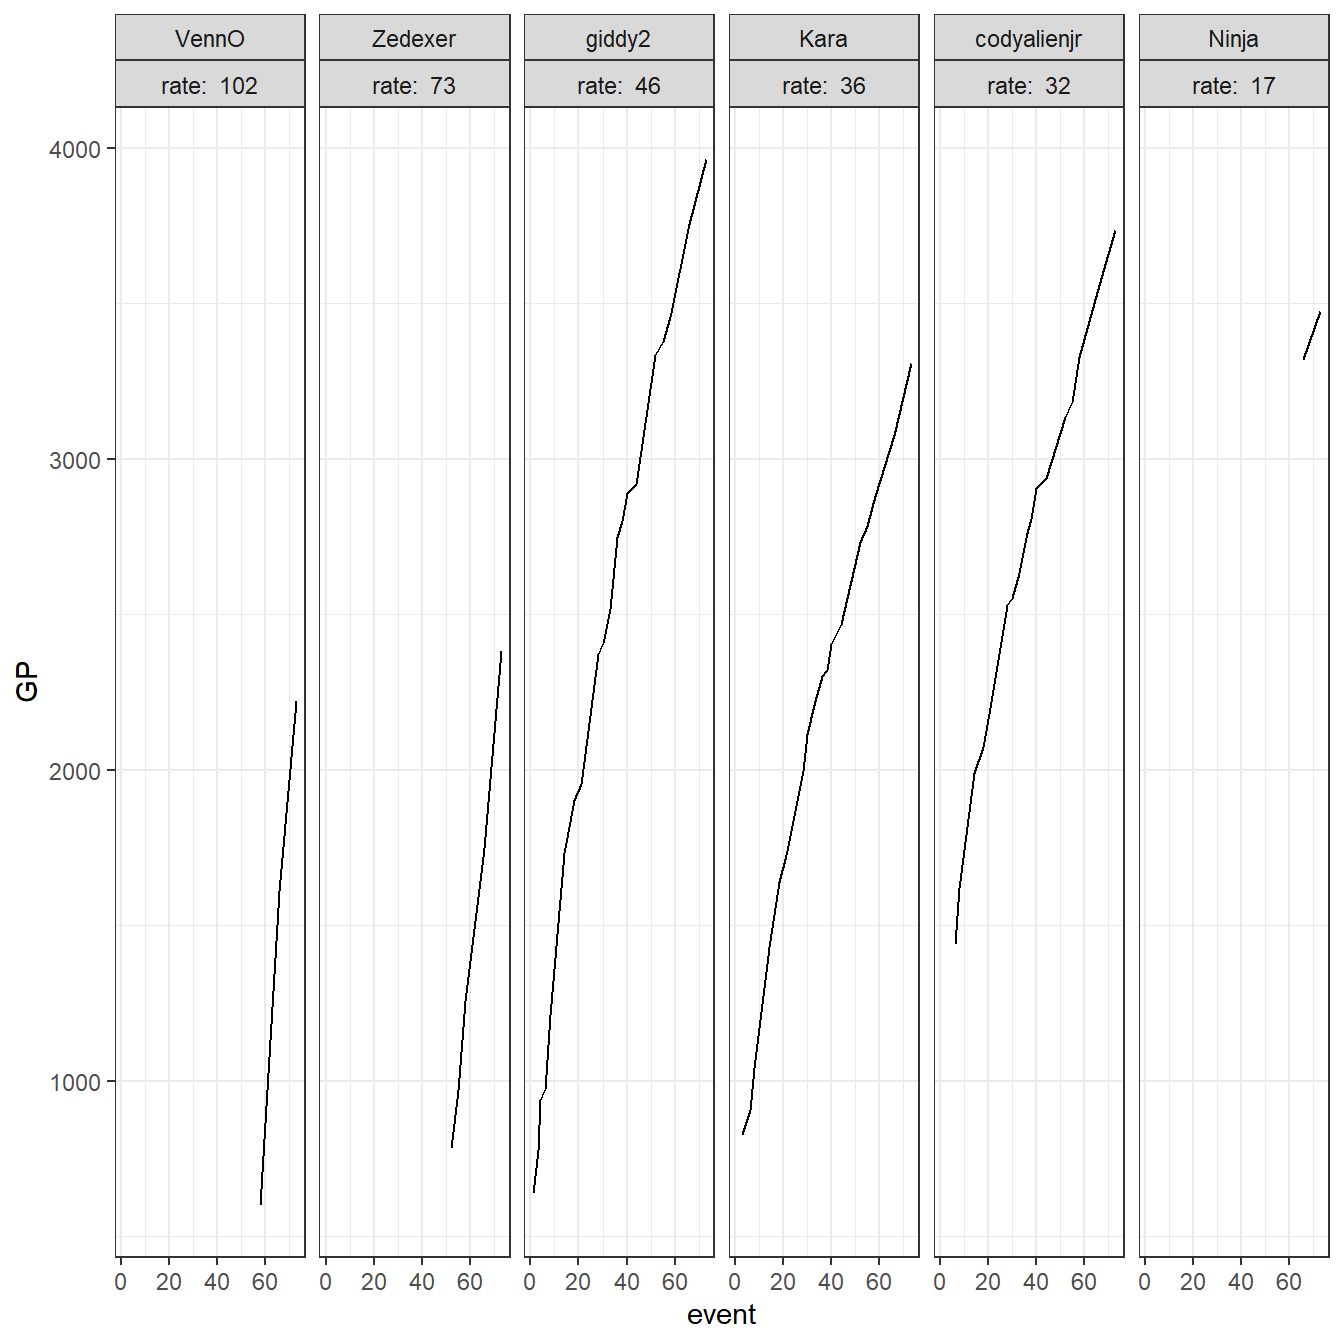 VennO Zedexer giddy2 Kara codyalienjr Ninja
rate: 102 rate: 73 rate: 46 rate: 36 rate: 32 rate: 17
4000
3000
2000
1000
GP
0 20 40 60 0 20 40 60 0 20 40 60 0 20 40 60 0 20 40 60 0 20 40 60
event